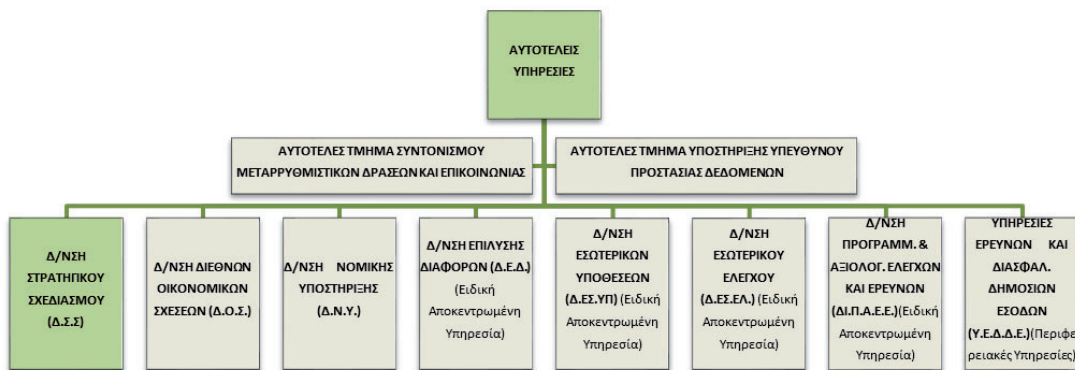 ΑΥΤΟΤΕΛΕΙΣ
ΥΠΗΡΕΣΙΕΣ
ΑΥΤΟΤΕΛΕΣ ΤΜΗΜΑ ΣΥΝΤΟΝΙΣΜΟΥ
ΜΕΤΑΡΡΥΘΜΙΣΤΙΚΩΝ ΔΡΑΣΕΩΝ ΚΑΙ ΕΠΙΚΟΙΝΩΝΙΑΣ
ΑΥΤΟΤΕΛΕΣ ΤΜΗΜΑ ΥΠΟΣΤΗΡΙΞΗΣ ΥΠΕΥΘΥΝΟΥ
ΠΡΟΣΤΑΣΙΑΣ ΔΕΔΟΜΕΝΩΝ
Δ/ΝΣΗ
ΣΤΡΑΤΗΓΙΚΟΥ
ΣΧΕΔΙΑΣΜΟΥ
(Δ.Σ.Σ)
Δ/ΝΣΗ ΔΙΕΘΝΩΝ
ΟΙΚΟΝΟΜΙΚΩΝ
ΣΧΕΣΕΩΝ (Δ.Ο.Σ.)
Δ/ΝΣΗ ΝΟΜΙΚΗΣ
ΥΠΟΣΤΗΡΙΞΗΣ
(Δ.Ν.Υ.)
Δ/ΝΣΗ ΕΠΙΛΥΣΗΣ
ΔΙΑΦΟΡΩΝ (Δ.Ε.Δ.)
(Ειδική
Αποκεντρωμένη
Υπηρεσία)
Δ/ΝΣΗ
ΕΣΩΤΕΡΙΚΩΝ
ΥΠΟΘΕΣΕΩΝ
(Δ.ΕΣ.ΥΠ) (Ειδική
Αποκεντρωμένη
Υπηρεσία)
Δ/ΝΣΗ
ΕΣΩΤΕΡΙΚΟΥ
ΕΛΕΓΧΟΥ
(Δ.ΕΣ.ΕΛ.) (Ειδική
Αποκεντρωμένη
Υπηρεσία)
Δ/ΝΣΗ
ΠΡΟΓΡΑΜΜ. &
ΑΞΙΟΛΟΓ. ΕΛΕΓΧΩΝ
ΚΑΙ ΕΡΕΥΝΩΝ
(ΔΙ.Π.Α.Ε.Ε.)(Ειδική
Αποκεντρωμένη
Υπηρεσία)
ΥΠΗΡΕΣΙΕΣ
ΕΡΕΥΝΩΝ ΚΑΙ
ΔΙΑΣΦΑΛ.
ΔΗΜΟΣΙΩΝ
ΕΣΟΔΩΝ
(Υ.Ε.Δ.Δ.Ε.)(Περιφε
ρειακές Υπηρεσίες)